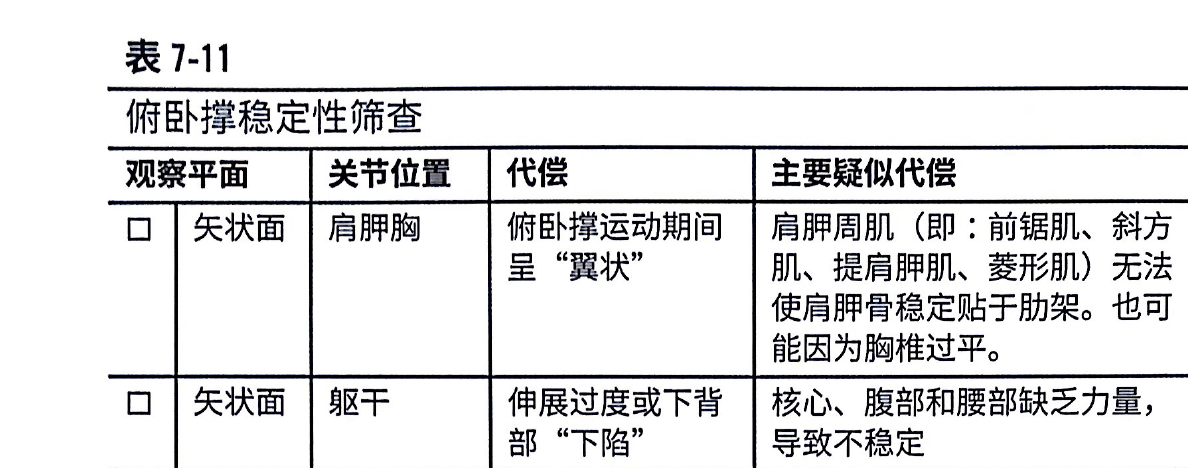 表 7-11
俯卧撑稳定性筛查
观察平面 关节位置 代偿 主要疑似代偿
□ 矢状面 肩胛胸 俯卧撑运动期间 肩胛周肌（即：前锯肌、斜方
呈“翼状” 肌、提肩胛肌、菱形肌）无法
使肩胛骨稳定贴于肋架。也可
能因为胸椎过平。
□ 矢状面 躯干 伸展过度或下背 核心、腹部和腰部缺乏力量，
部“下陷” 导致不稳定